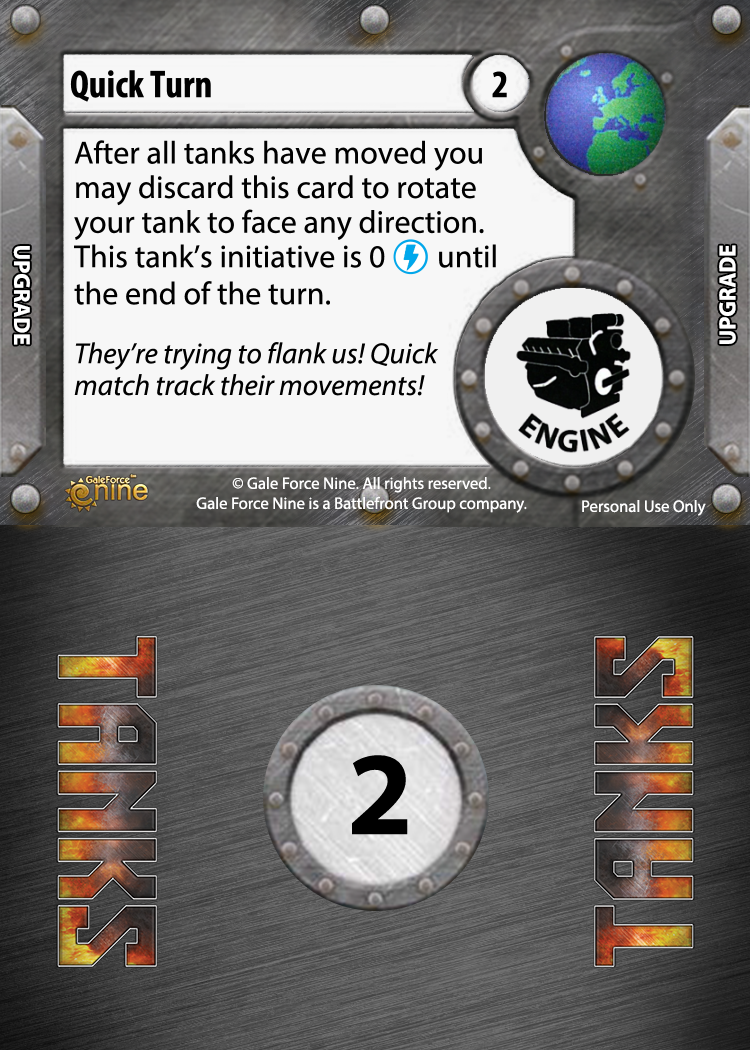 Quick Turn
2
After all tanks have moved you
may discard this card to rotate
your tank to face any direction.
This tank’s initiative is 0 until
the end of the turn.
They’re trying to flank us! Quick
match track their movements!
UPGRADE
UPGRADE
ENGINE
GaleForce™
nine
© Gale Force Nine. All rights reserved.
Gale Force Nine is a Battlefront Group company.
Personal Use Only
TANKS
2
TANKS